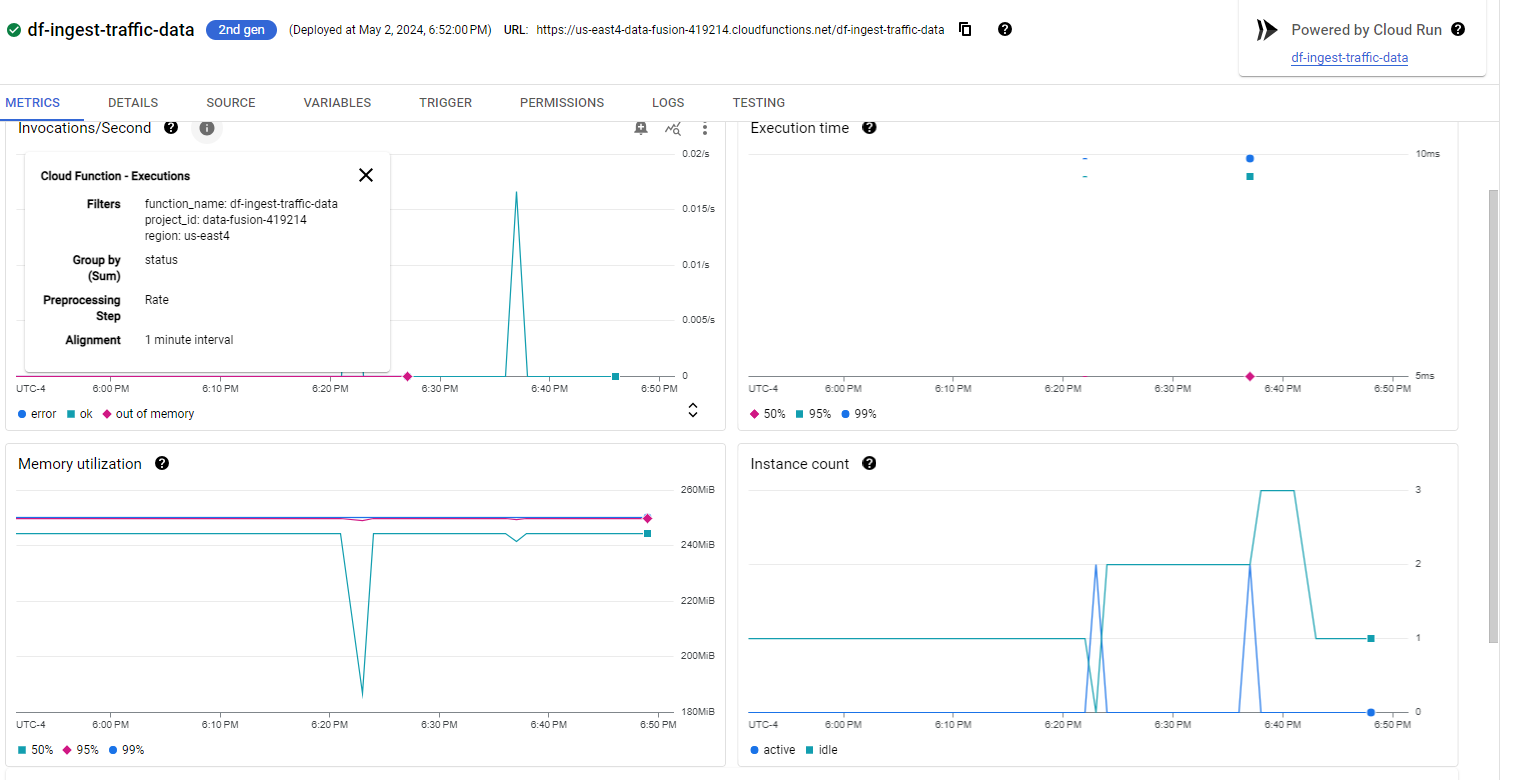 df-ingest-traffic-data 2nd gen (Deployed at May 2, 2024, 6:52:00 PM) URL: https://us-east4-data-fusion-419214.cloudfunctions.net/df-ingest-traffic-data
Powered by Cloud Run
df-ingest-traffic-data
METRICS DETAILS SOURCE VARIABLES TRIGGER PERMISSIONS LOGS TESTING
Invocations/Second
0.02/s
0.015/s
0.01/s
0.005/s
0
Cloud Function - Executions
Filters function_name: df-ingest-traffic-data
project_id: data-fusion-419214
region: us-east4
Group by (Sum) status
Preprocessing Step Rate
Alignment 1 minute interval
UTC-4 6:00 PM 6:10 PM 6:20 PM 6:30 PM 6:40 PM 6:50 PM
error ok out of memory
Execution time
10ms
5ms
UTC-4 6:00 PM 6:10 PM 6:20 PM 6:30 PM 6:40 PM 6:50 PM
50% 95% 99%
Memory utilization
260MiB
240MiB
220MiB
200MiB
180MiB
UTC-4 6:00 PM 6:10 PM 6:20 PM 6:30 PM 6:40 PM 6:50 PM
50% 95% 99%
Instance count
3
2
1
0
UTC-4 6:00 PM 6:10 PM 6:20 PM 6:30 PM 6:40 PM 6:50 PM
active idle